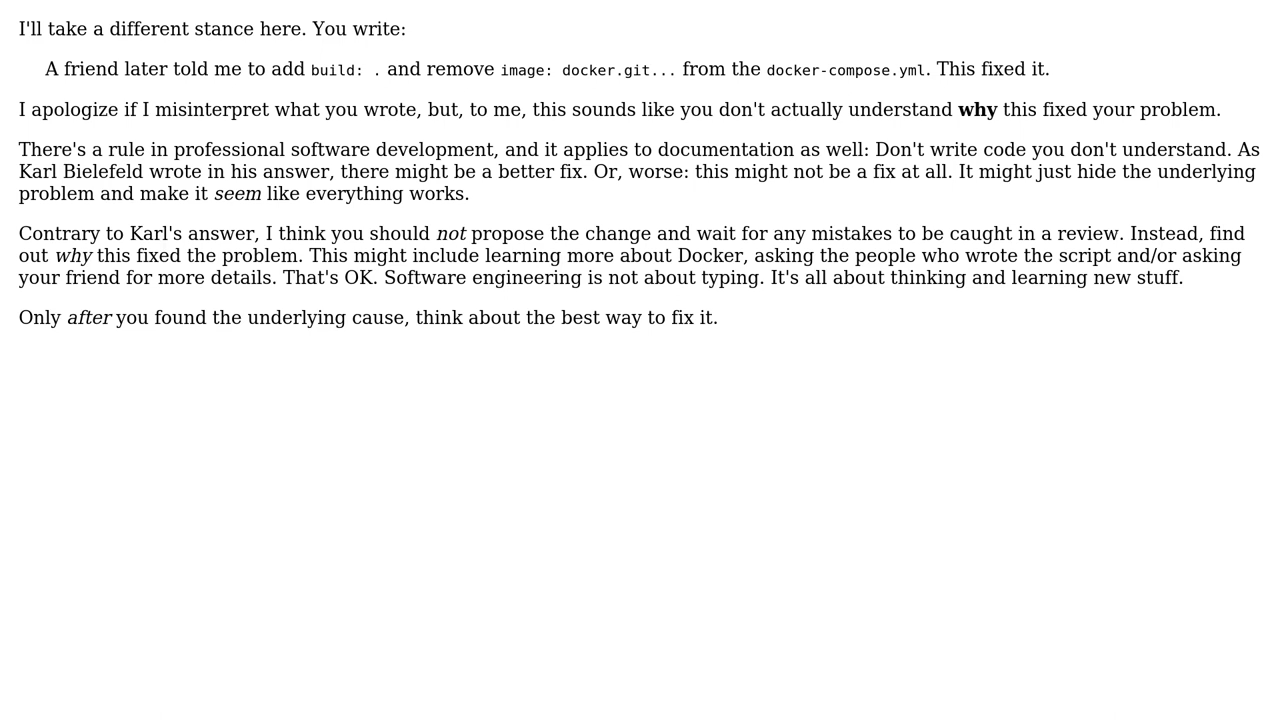 I'll take a different stance here. You write:
A friend later told me to add build: . and remove image: docker.git... from the docker-compose.yml. This fixed it.
I apologize if I misinterpret what you wrote, but, to me, this sounds like you don't actually understand why this fixed your problem.
There's a rule in professional software development, and it applies to documentation as well: Don't write code you don't understand. As
Karl Bielefeld wrote in his answer, there might be a better fix. Or, worse: this might not be a fix at all. It might just hide the underlying
problem and make it seem like everything works.
Contrary to Karl's answer, I think you should not propose the change and wait for any mistakes to be caught in a review. Instead, find
out why this fixed the problem. This might include learning more about Docker, asking the people who wrote the script and/or asking
your friend for more details. That's OK. Software engineering is not about typing. It's all about thinking and learning new stuff.
Only after you found the underlying cause, think about the best way to fix it.